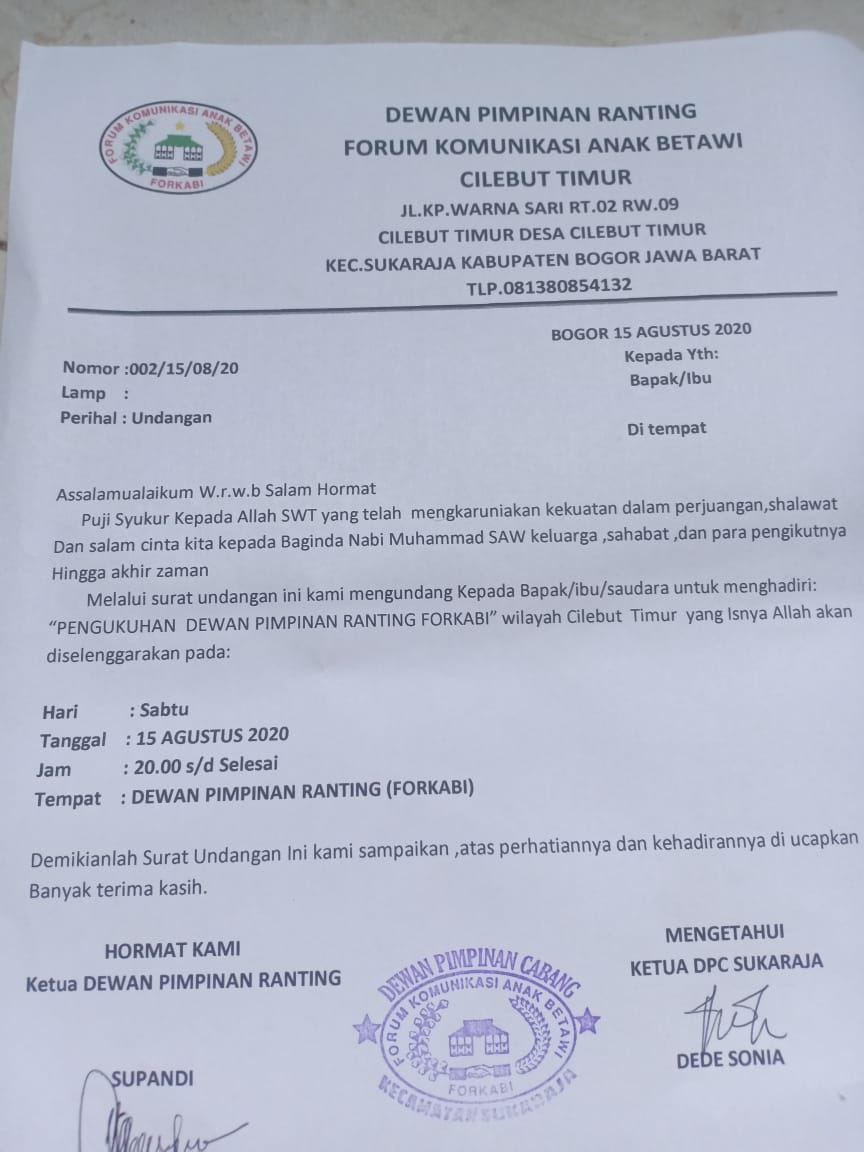 FORUM KOMUNIKASI ANAK BETAWI
FORKABI
DEWAN PIMPINAN RANTING
FORUM KOMUNIKASI ANAK BETAWI
CILEBUT TIMUR
JL.KP.WARNA SARI RT.02 RW.09
CILEBUT TIMUR DESA CILEBUT TIMUR
KEC.SUKARAJA KABUPATEN BOGOR JAWA BARAT
TLP.081380854132
BOGOR 15 AGUSTUS 2020
Kepada Yth:
Bapak/Ibu
Di tempat
Nomor :002/15/08/20
Lamp :
Perihal : Undangan
Assalamualaikum W.r.w.b Salam Hormat
Puji Syukur Kepada Allah SWT yang telah mengkaruniakan kekuatan dalam perjuangan,shalawat
Dan salam cinta kita kepada Baginda Nabi Muhammad SAW keluarga ,sahabat ,dan para pengikutnya
Hingga akhir zaman
Melalui surat undangan ini kami mengundang Kepada Bapak/ibu/saudara untuk menghadiri:
“PENGUKUHAN DEWAN PIMPINAN RANTING FORKABI” wilayah Cilebut Timur yang Isnya Allah akan
diselenggarakan pada:
Hari : Sabtu
Tanggal : 15 AGUSTUS 2020
Jam : 20.00 s/d Selesai
Tempat : DEWAN PIMPINAN RANTING (FORKABI)
Demikianlah Surat Undangan Ini kami sampaikan ,atas perhatiannya dan kehadirannya di ucapkan
Banyak terima kasih.
HORMAT KAMI
Ketua DEWAN PIMPINAN RANTING
SUPANDI
DEWAN PIMPINAN CABANG
FORUM KOMUNIKASI ANAK BETAWI
FORKABI
KECAMATAN SUKARAJA
MENGETAHUI
KETUA DPC SUKARAJA
DEDE SONIA